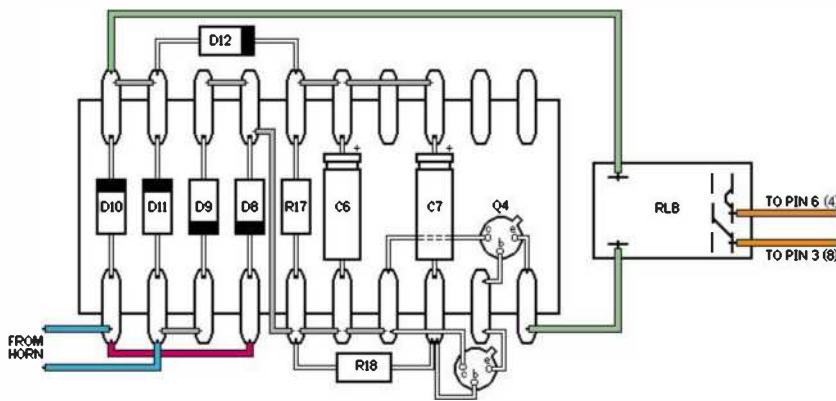 D12
D10
D11
D9
D8
R17
C6
+
C7
+
Q4
RLB
TO PIN 6 (4)
TO PIN 3 (8)
FROM
HORN
R18